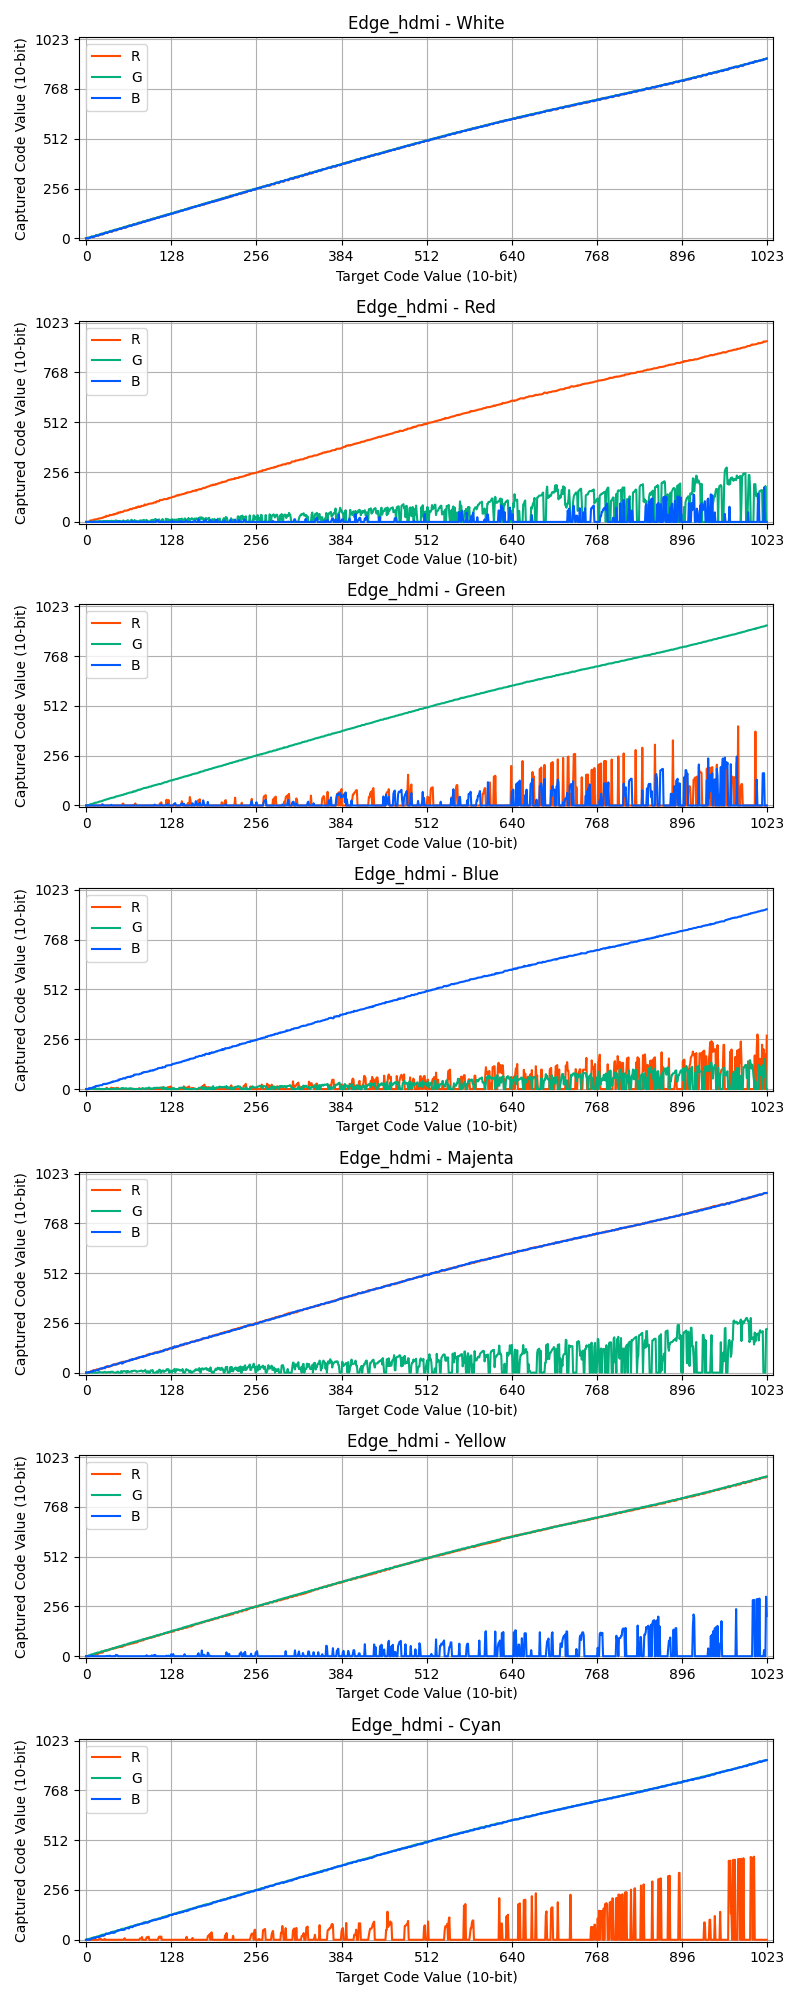 Edge_hdmi - White
Captured Code Value (10-bit)
1023
768
512
256
0
R
G
B
0 128 256 384 512 640 768 896 1023
Target Code Value (10-bit)
Edge_hdmi - Red
Captured Code Value (10-bit)
1023
768
512
256
0
R
G
B
0 128 256 384 512 640 768 896 1023
Target Code Value (10-bit)
Edge_hdmi - Green
Captured Code Value (10-bit)
1023
768
512
256
0
R
G
B
0 128 256 384 512 640 768 896 1023
Target Code Value (10-bit)
Edge_hdmi - Blue
Captured Code Value (10-bit)
1023
768
512
256
0
R
G
B
0 128 256 384 512 640 768 896 1023
Target Code Value (10-bit)
Edge_hdmi - Majenta
Captured Code Value (10-bit)
1023
768
512
256
0
R
G
B
0 128 256 384 512 640 768 896 1023
Target Code Value (10-bit)
Edge_hdmi - Yellow
Captured Code Value (10-bit)
1023
768
512
256
0
R
G
B
0 128 256 384 512 640 768 896 1023
Target Code Value (10-bit)
Edge_hdmi - Cyan
Captured Code Value (10-bit)
1023
768
512
256
0
R
G
B
0 128 256 384 512 640 768 896 1023
Target Code Value (10-bit)